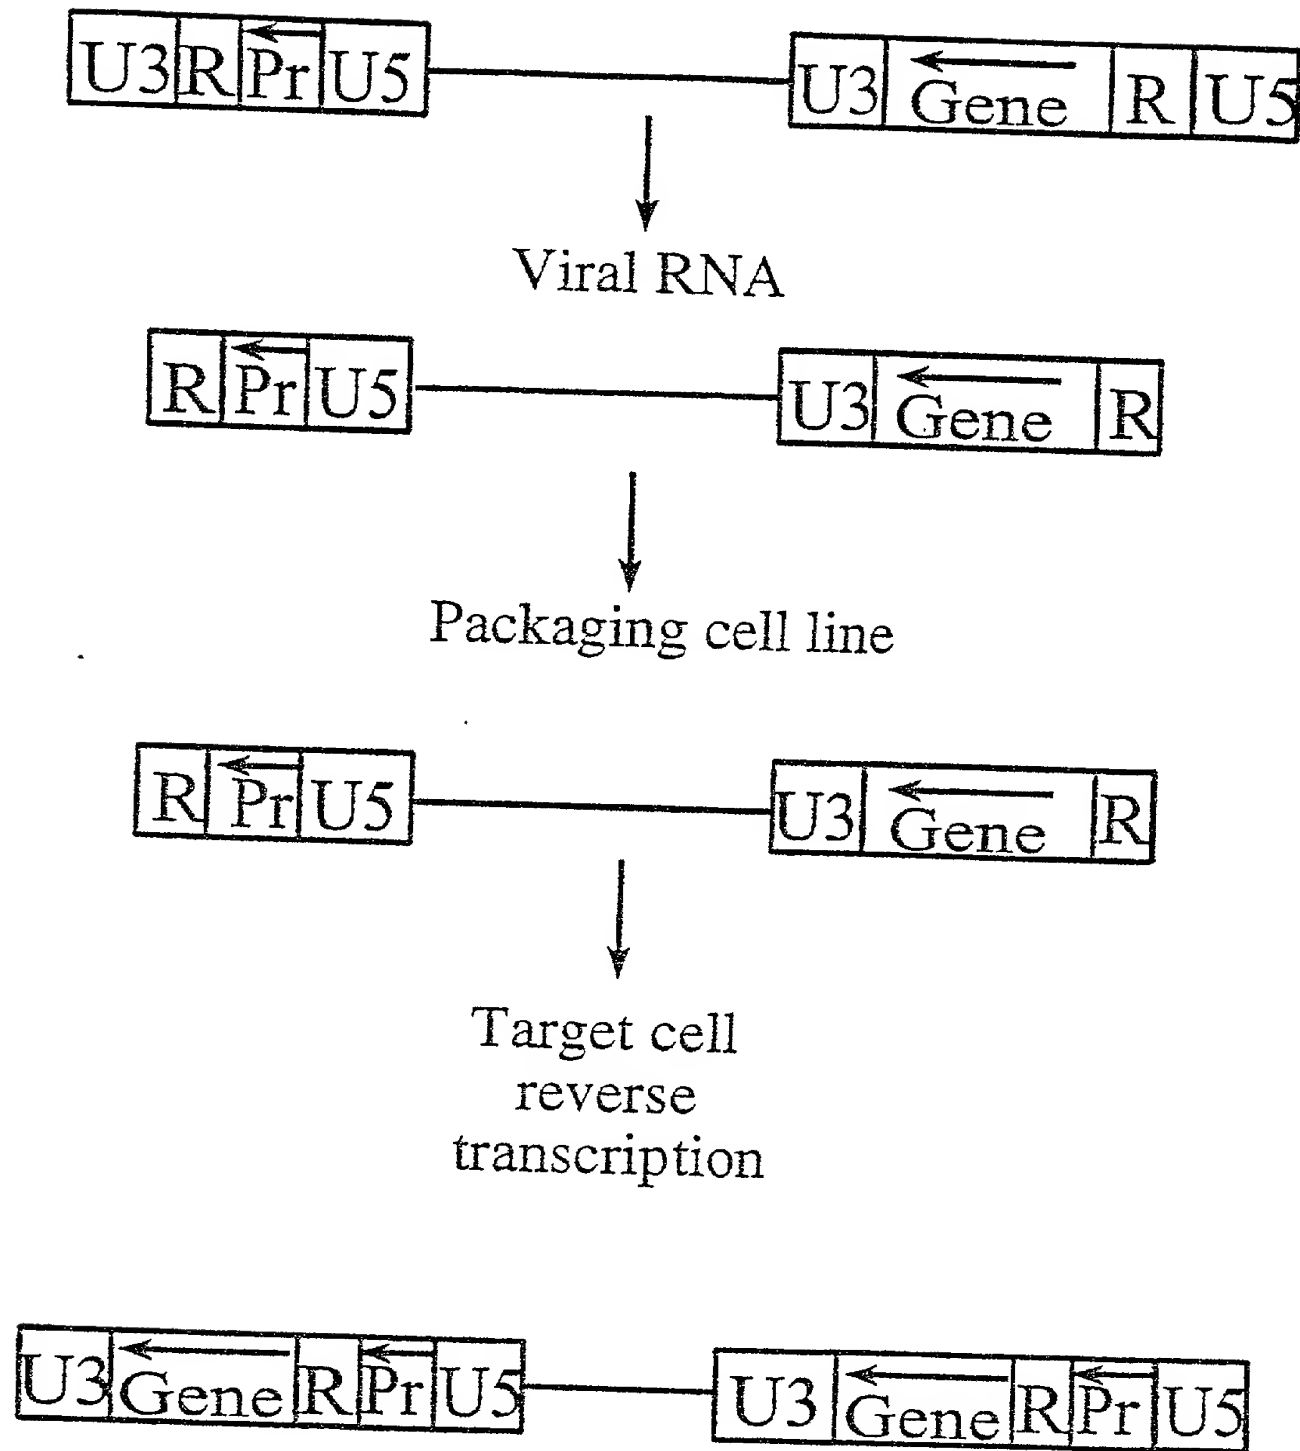 U3 R Pr U5 U3 Gene R U5
Viral RNA
R Pr U5 U3 Gene R
Packaging cell line
R Pr U5 U3 Gene R
Target cell
reverse
transcription
U3 Gene R Pr U5 U3 Gene R Pr U5